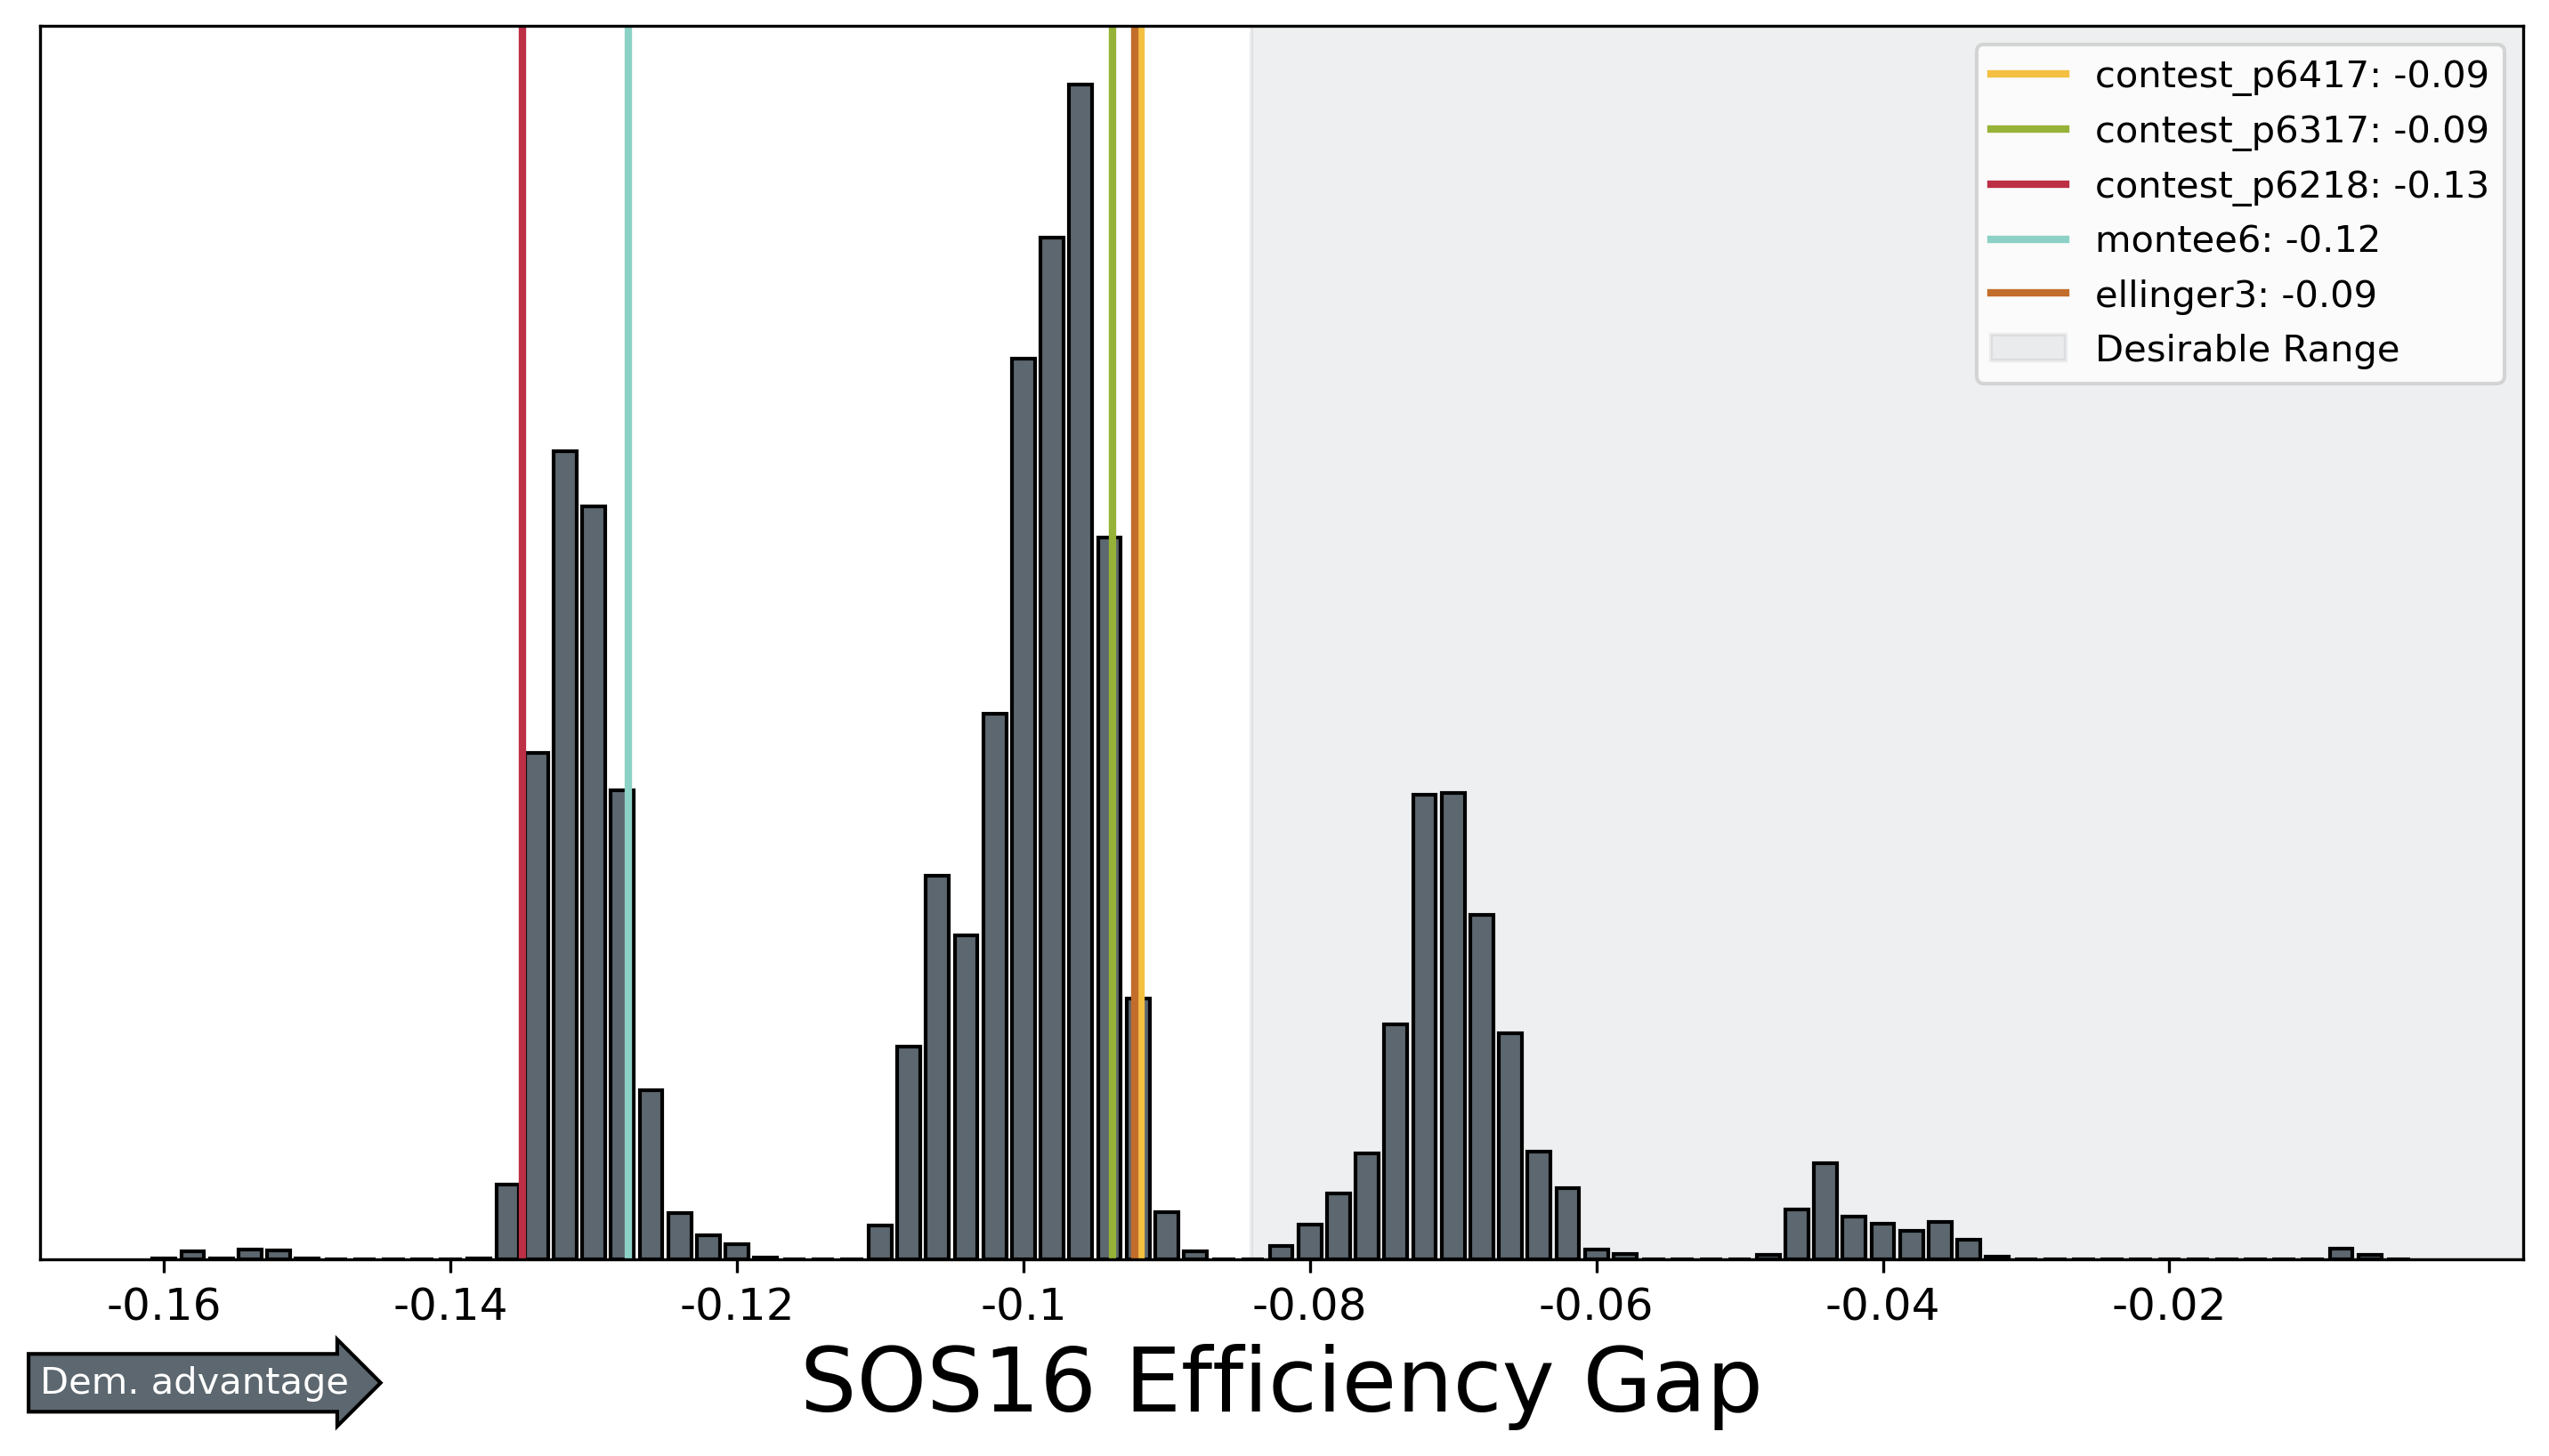 contest_p6417: -0.09
contest_p6317: -0.09
contest_p6218: -0.13
montee6: -0.12
ellinger3: -0.09
Desirable Range
-0.16 -0.14 -0.12 -0.1 -0.08 -0.06 -0.04 -0.02
Dem. advantage
SOS16 Efficiency Gap